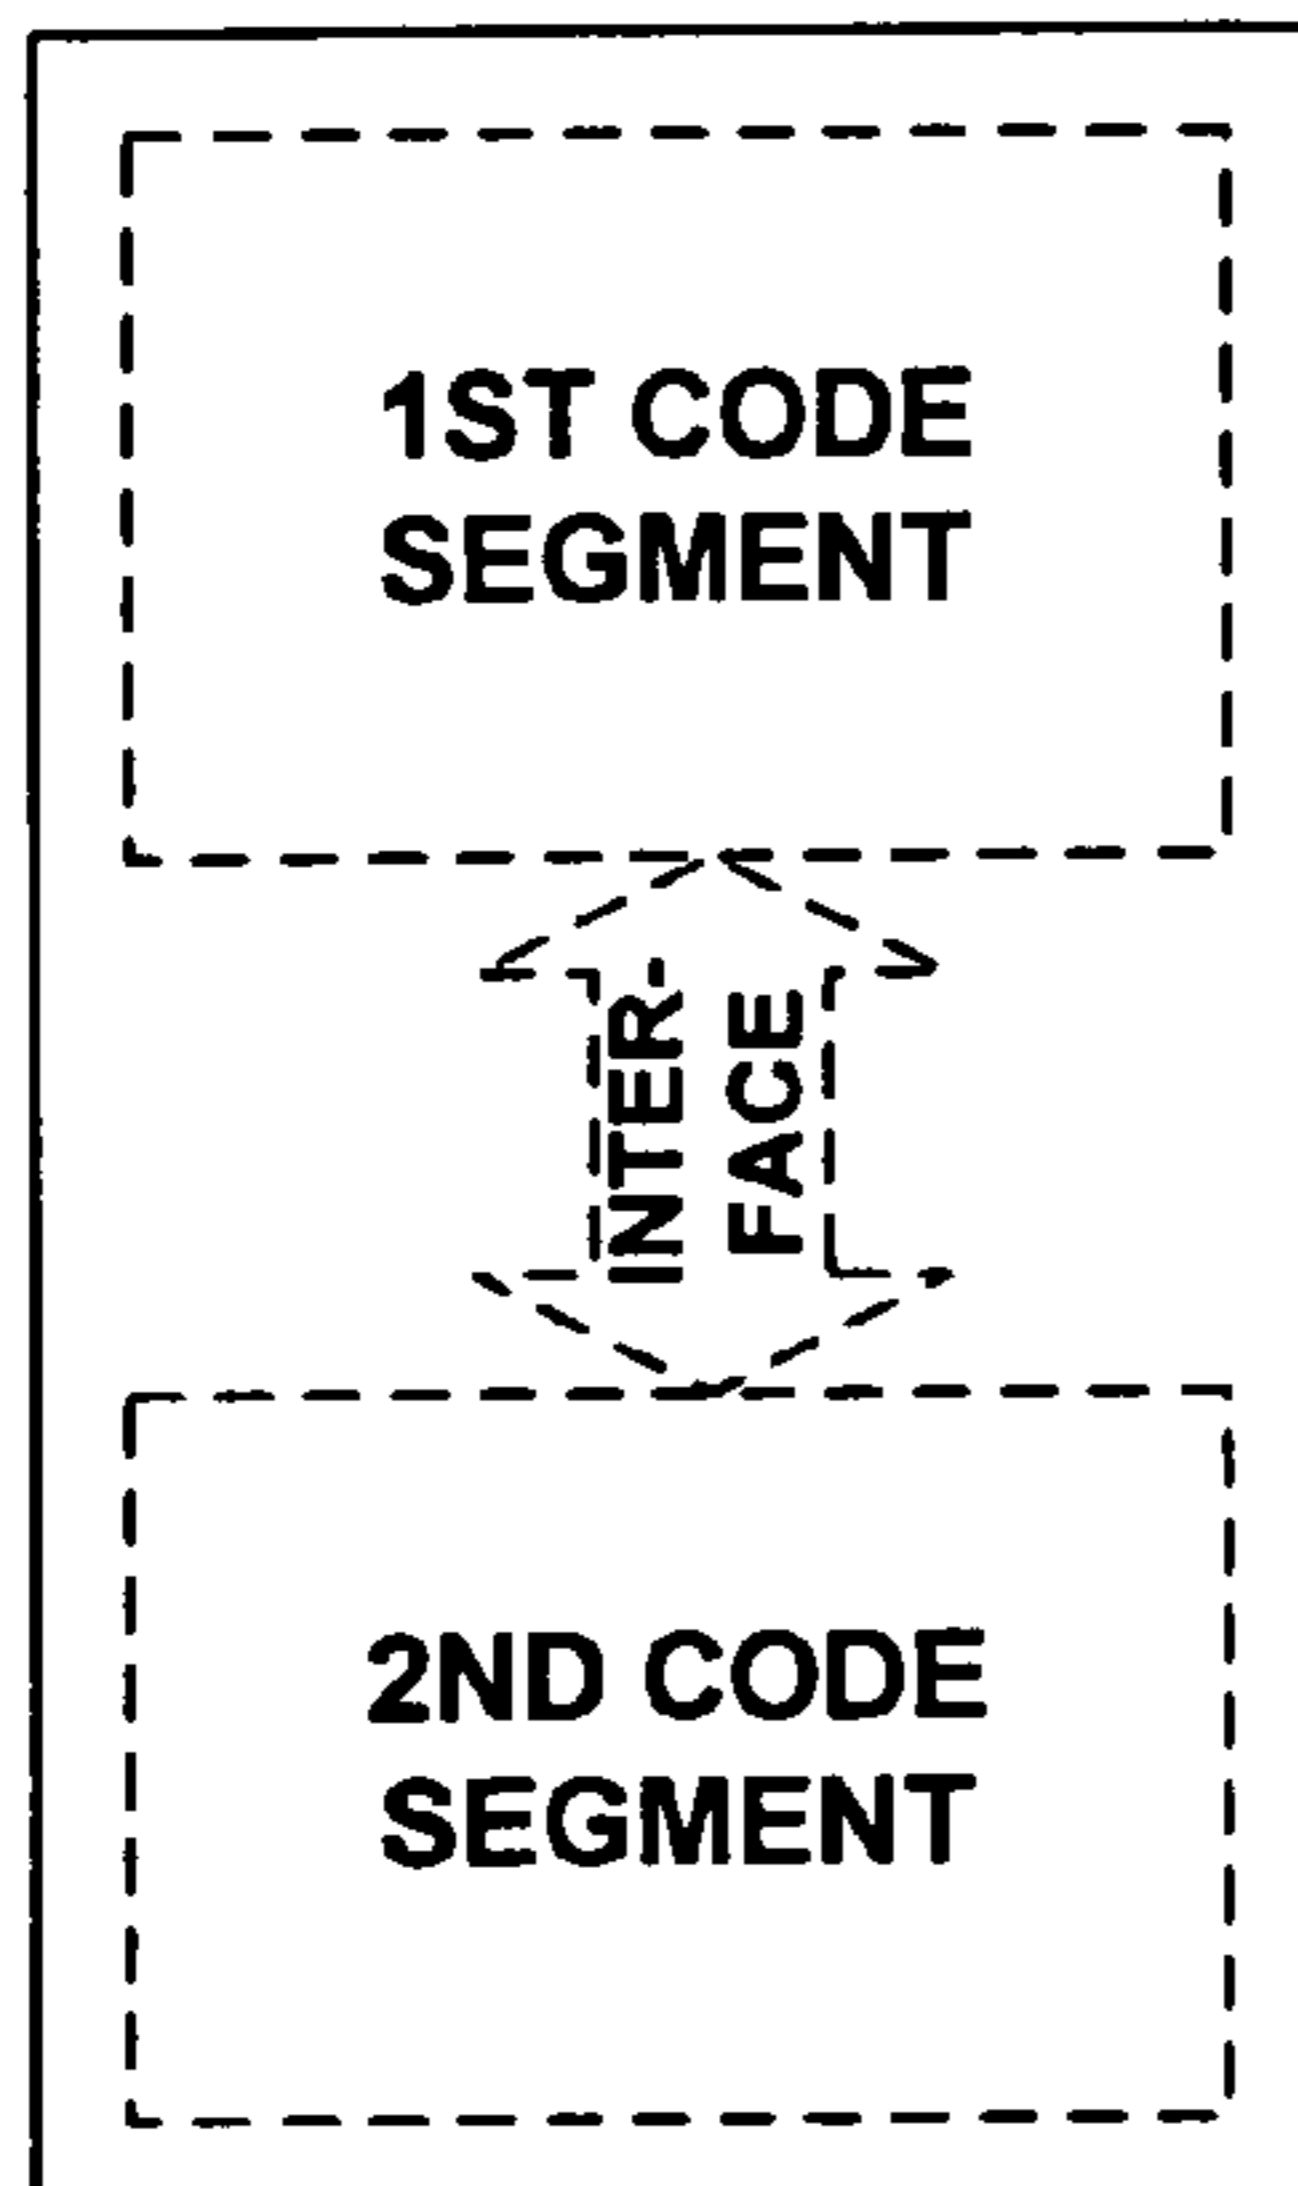 1ST CODE
SEGMENT
INTER-
FACE
2ND CODE
SEGMENT